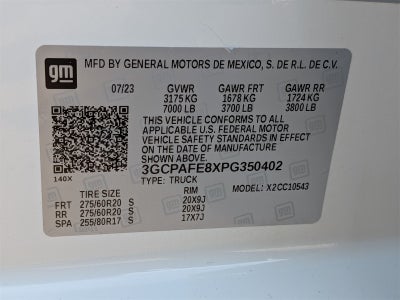 gm MFD BY GENERAL MOTORS DE MEXICO, S. DE R.L. DE C.V.
07/23 GVWR GAWR FRT GAWR RR
3175 KG 1678 KG 1724 KG
7000 LB 3700 LB 3800 LB
THIS VEHICLE CONFORMS TO ALL
APPLICABLE U.S. FEDERAL MOTOR
VEHICLE SAFETY STANDARDS IN EFFECT
ON THE DATE OF MANUFACTURE
SHOWN ABOVE.
3GCPAFE8XPG350402
140X TYPE: TRUCK
MODEL: X2CC10543
TIRE SIZE RIM
FRT 275/60R20 S 20X9J
RR 275/60R20 S 20X9J
SPA 255/80R17 S 17X7J